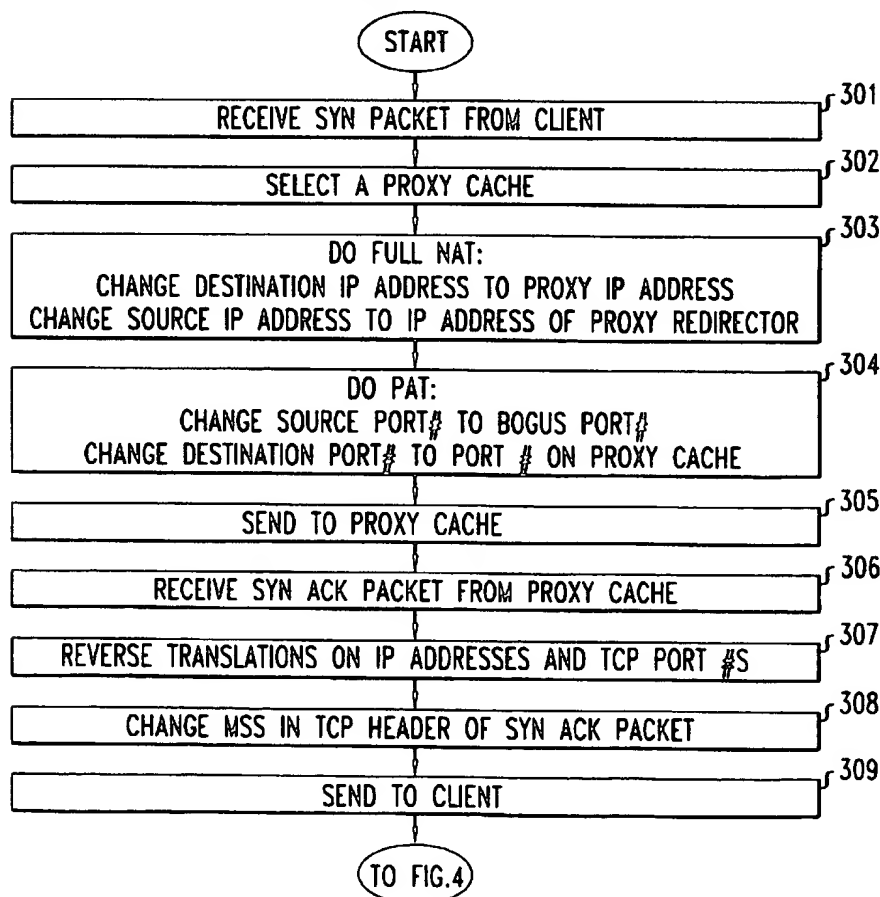 START
301
RECEIVE SYN PACKET FROM CLIENT
302
SELECT A PROXY CACHE
303
DO FULL NAT:
CHANGE DESTINATION IP ADDRESS TO PROXY IP ADDRESS
CHANGE SOURCE IP ADDRESS TO IP ADDRESS OF PROXY REDIRECTOR
304
DO PAT:
CHANGE SOURCE PORT# TO BOGUS PORT#
CHANGE DESTINATION PORT# TO PORT # ON PROXY CACHE
305
SEND TO PROXY CACHE
306
RECEIVE SYN ACK PACKET FROM PROXY CACHE
307
REVERSE TRANSLATIONS ON IP ADDRESSES AND TCP PORT #S
308
CHANGE MSS IN TCP HEADER OF SYN ACK PACKET
309
SEND TO CLIENT
TO FIG.4